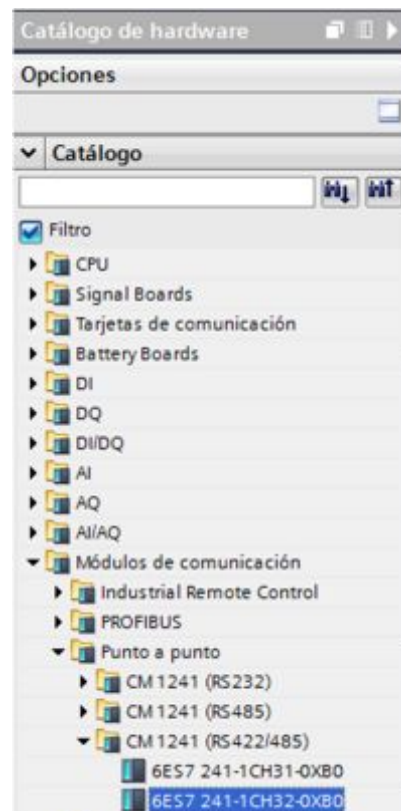 Catálogo de hardware
Opciones
Catálogo
Filtro
CPU
Signal Boards
Tarjetas de comunicación
Battery Boards
DI
DQ
DI/DQ
AI
AQ
AI/AQ
Módulos de comunicación
Industrial Remote Control
PROFIBUS
Punto a punto
CM 1241 (RS232)
CM 1241 (RS485)
CM 1241 (RS422/485)
6ES7 241-1CH31-0XB0
6ES7 241-1CH32-0XB0